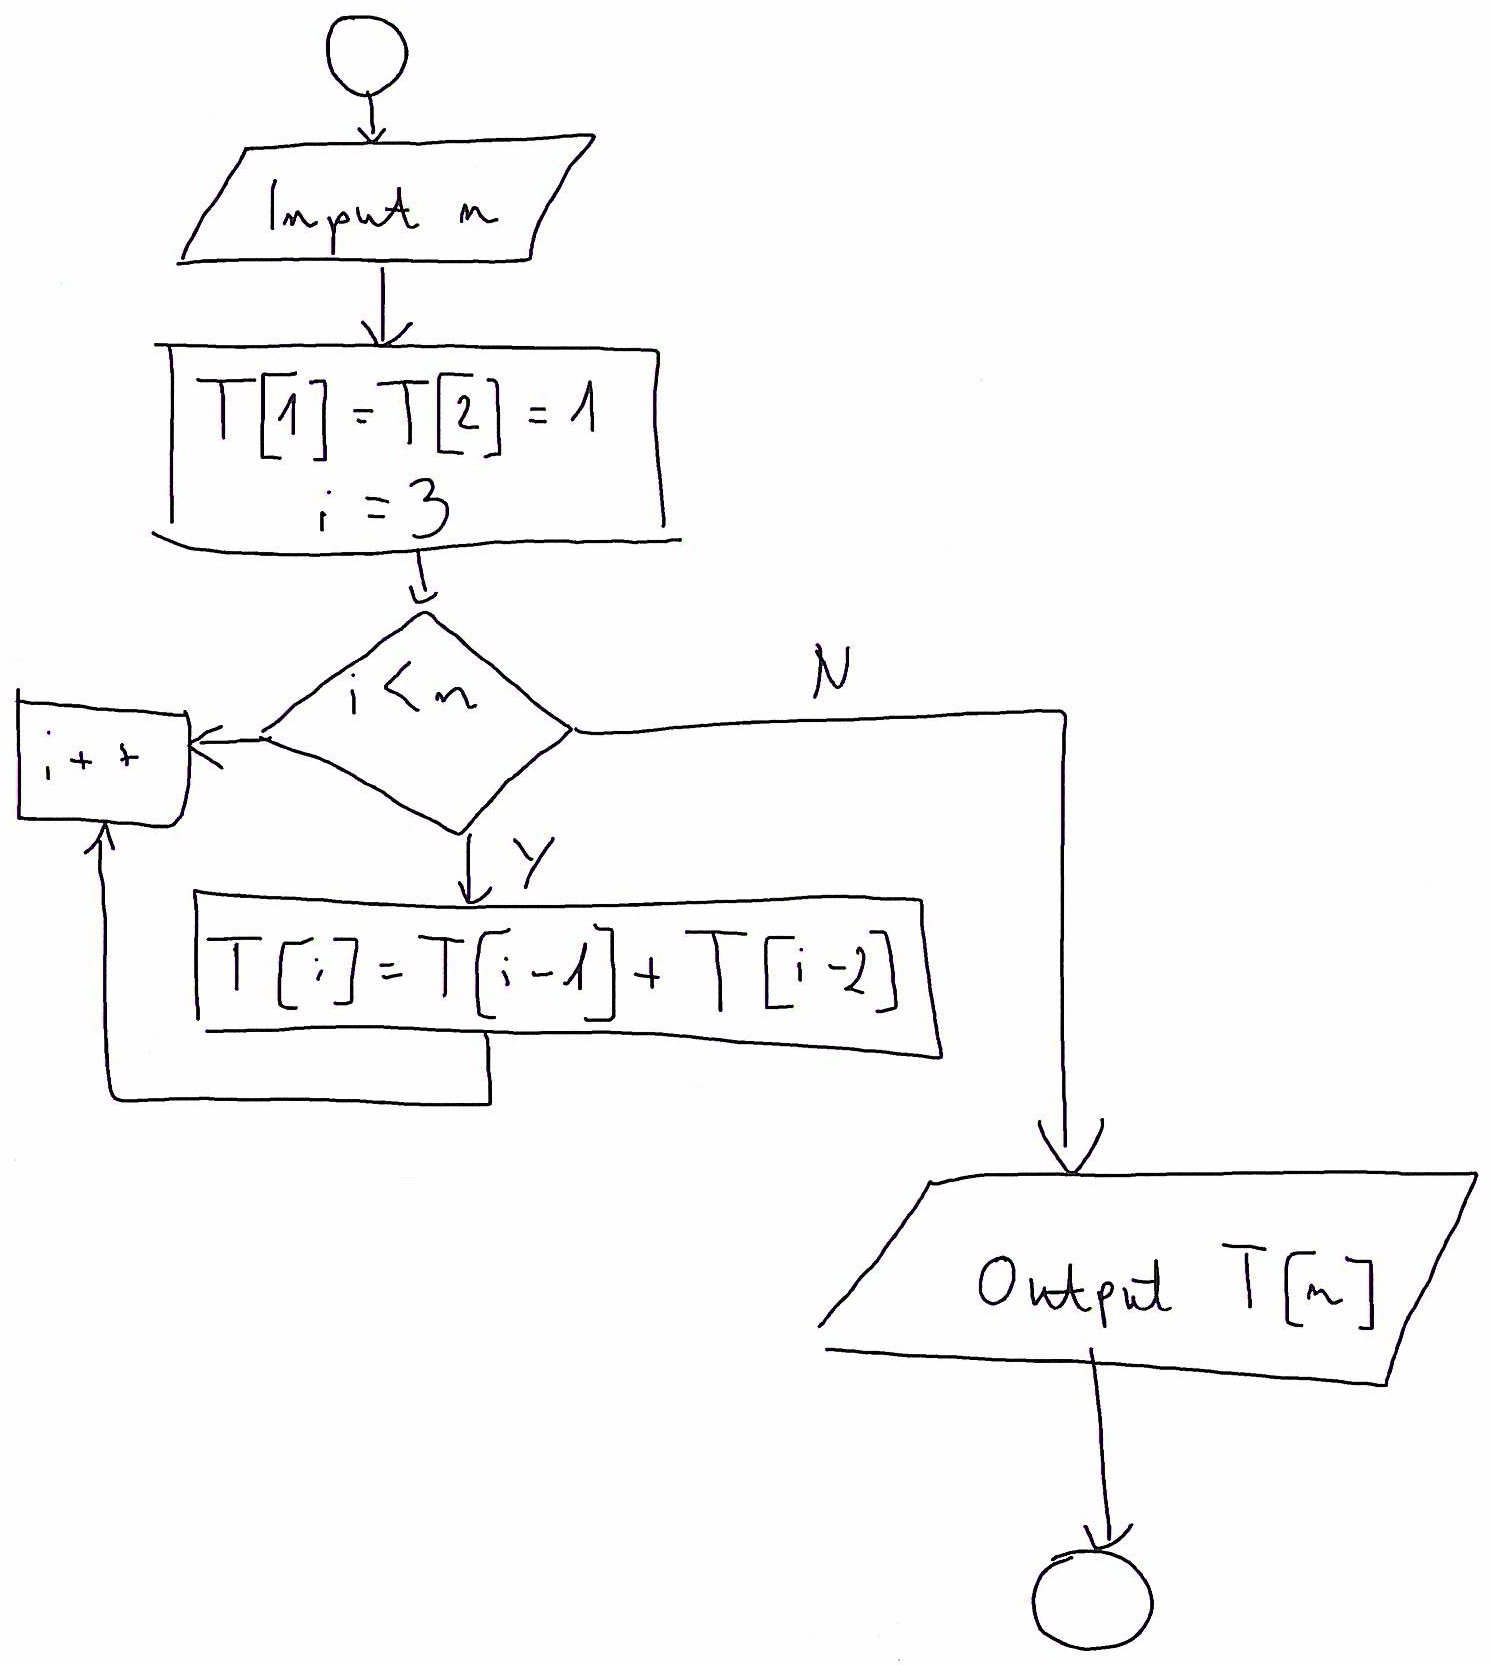 Input n
T[1] = T[2] = 1
i = 3
i < n
N
i + +
Y
T[i] = T[i-1] + T[i-2]
Output T[n]